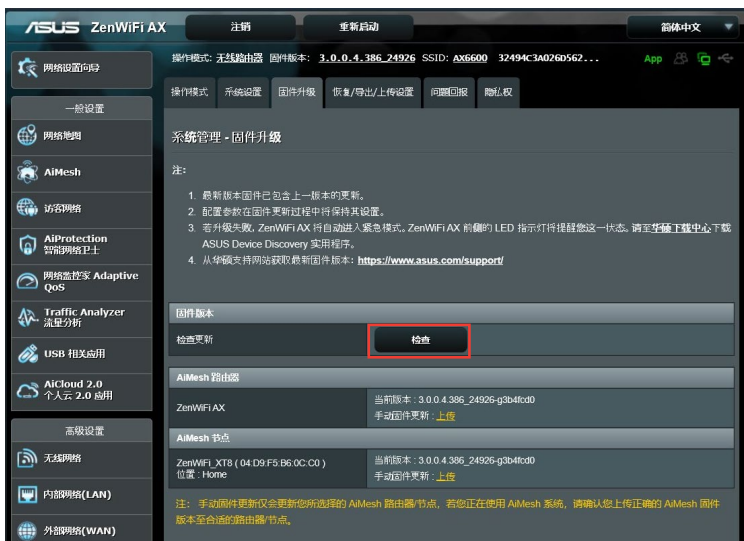 ASUS ZenWiFi AX 注销 重新启动 简体中文
操作模式: 无线路由器 固件版本: 3.0.0.4.386_24926 SSID: AX6600 32494C3A026D562... App
网络设置向导
操作模式 系统设置 固件升级 恢复/导出/上传设置 问题回报 隐私权
一般设置
网络地图
AiMesh
访客网络
AiProtection
智能网络卫士
网络监控家 Adaptive
QoS
Traffic Analyzer
流量分析
USB 相关应用
AiCloud 2.0
个人云 2.0 应用
高级设置
无线网络
内部网络(LAN)
外部网络(WAN)
系统管理 - 固件升级
注:
1. 最新版本固件已包含上一版本的更新。
2. 配置参数在固件更新过程中将保持其设置。
3. 若升级失败, ZenWiFi AX 将自动进入紧急模式。ZenWiFi AX 前侧的 LED 指示灯将提醒您这一状态。请至华硕下载中心下载
ASUS Device Discovery 实用程序。
4. 从华硕支持网站获取最新固件版本: https://www.asus.com/support/
固件版本
检查更新 检查
AiMesh 路由器
ZenWiFi AX
当前版本 : 3.0.0.4.386_24926-g3b4fcd0
手动固件更新 : 上传
AiMesh 节点
ZenWiFi_XT8 ( 04:D9:F5:B6:0C:C0 )
位置 : Home
当前版本 : 3.0.0.4.386_24926-g3b4fcd0
手动固件更新 : 上传
注: 手动固件更新仅会更新您所选择的 AiMesh 路由器/节点, 若您正在使用 AiMesh 系统, 请确认您上传正确的 AiMesh 固件
版本至合适的路由器/节点。